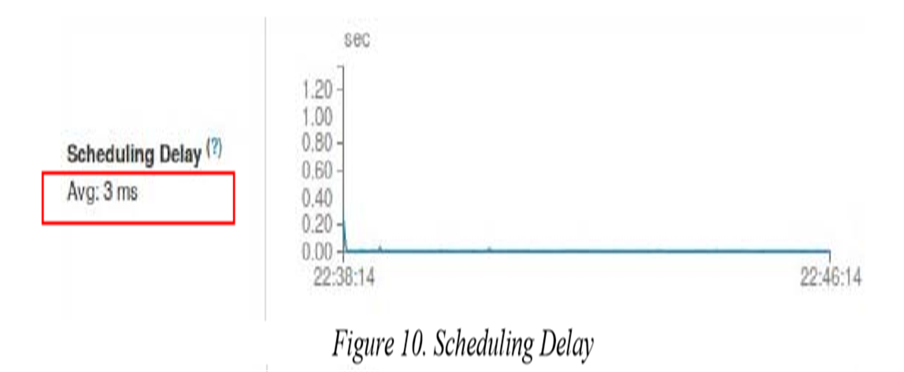 sec
1.20
1.00
0.80
0.60
0.40
0.20
0.00
Scheduling Delay (?)
Avg: 3 ms
22:38:14 22:46:14
Figure 10. Scheduling Delay